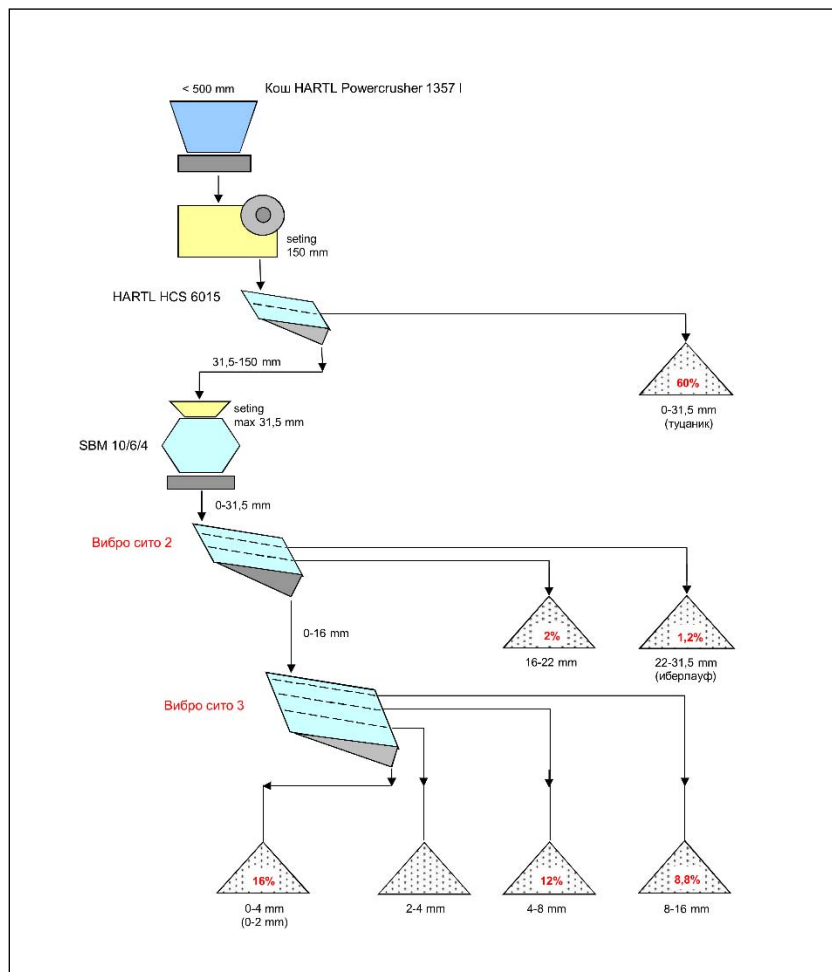 < 500 mm
Кош HARTL Powercrusher 1357 I
seting
150 mm
HARTL HCS 6015
31,5-150 mm
60%
0-31,5 mm
(туцаник)
seting
max 31,5 mm
SBM 10/6/4
0-31,5 mm
Вибро сито 2
0-16 mm
2%
1,2%
16-22 mm
22-31,5 mm
(иберлауф)
Вибро сито 3
16%
12%
8,8%
0-4 mm
(0-2 mm)
2-4 mm
4-8 mm
8-16 mm